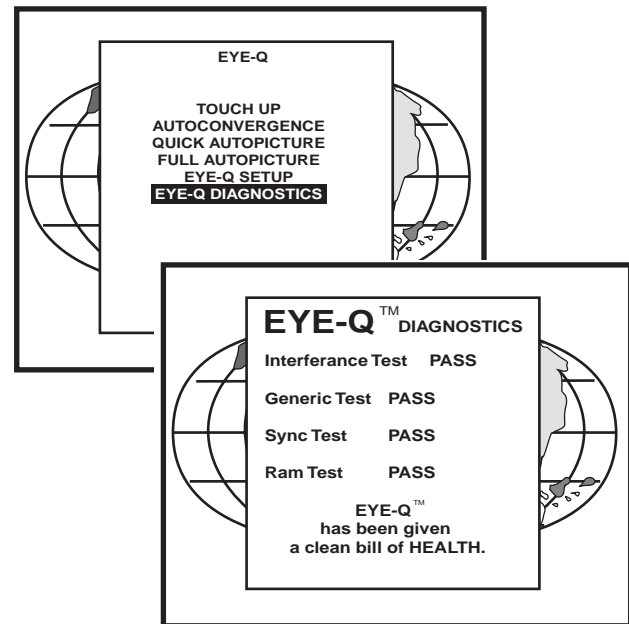 EYE-Q
TOUCH UP
AUTOCONVERGENCE
QUICK AUTOPICTURE
FULL AUTOPICTURE
EYE-Q SETUP
EYE-Q DIAGNOSTICS
EYE-Q™ DIAGNOSTICS
Interferance Test PASS
Generic Test PASS
Sync Test PASS
Ram Test PASS
EYE-Q™
has been given
a clean bill of HEALTH.